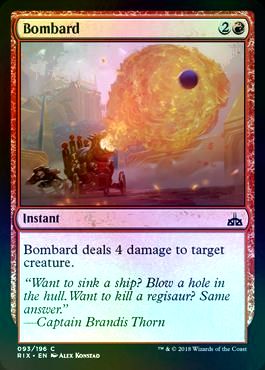 Bombard 2
Instant
Bombard deals 4 damage to target
creature.
“Want to sink a ship? Blow a hole in
the hull. Want to kill a regisaur? Same
answer.”
—Captain Brandis Thorn
093/196 C
RIX • EN Alex Konstad
™ & © 2018 Wizards of the Coast